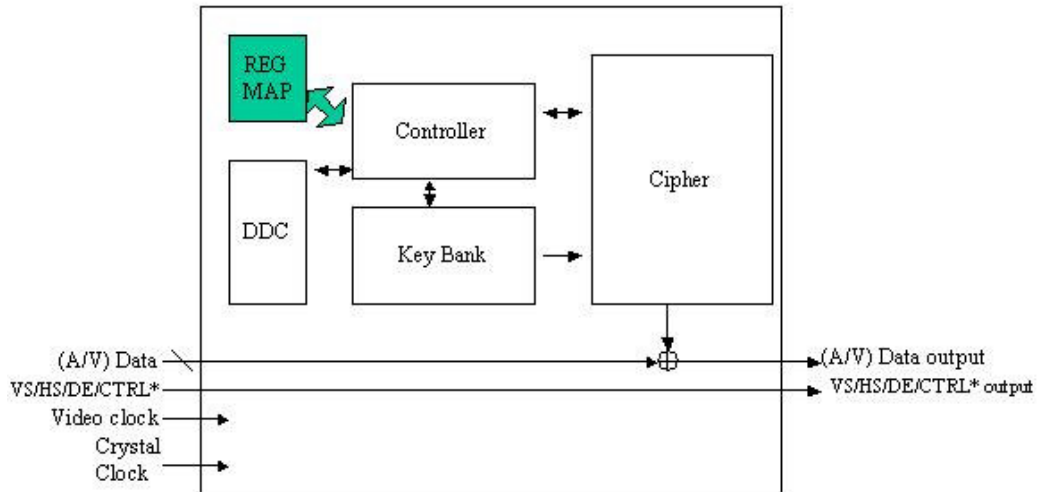 REG
MAP
Controller
Cipher
DDC
Key Bank
(A/V) Data
(A/V) Data output
VS/HS/DE/CTRL*
VS/HS/DE/CTRL* output
Video clock
Crystal
Clock